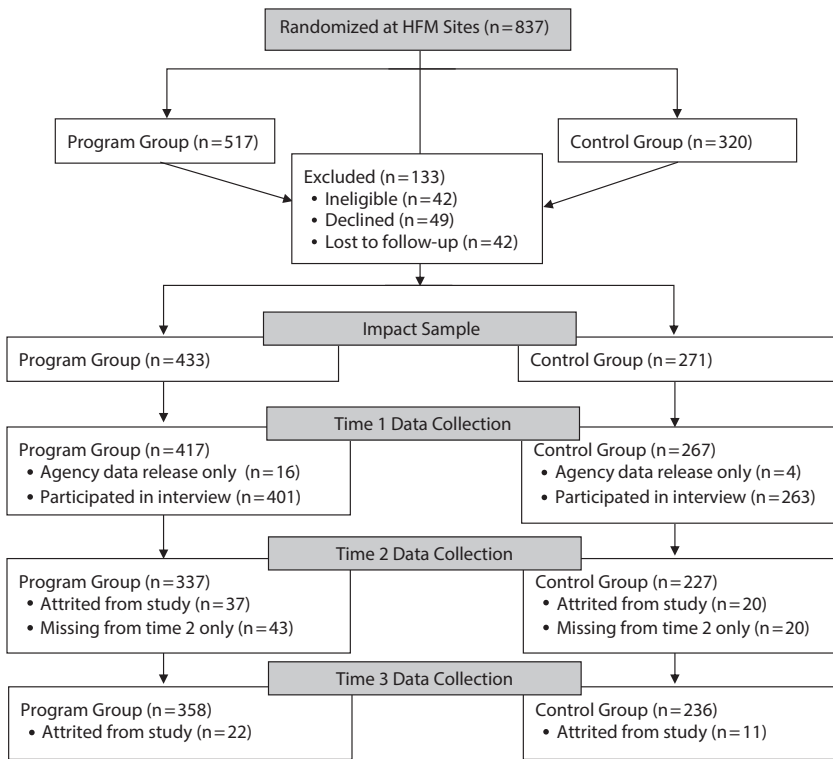 Randomized at HFM Sites (n=837)
Program Group (n=517)
Control Group (n=320)
Excluded (n=133)
• Ineligible (n=42)
• Declined (n=49)
• Lost to follow-up (n=42)
Impact Sample
Program Group (n=433)
Control Group (n=271)
Time 1 Data Collection
Program Group (n=417)
• Agency data release only (n=16)
• Participated in interview (n=401)
Control Group (n=267)
• Agency data release only (n=4)
• Participated in interview (n=263)
Time 2 Data Collection
Program Group (n=337)
• Attrited from study (n=37)
• Missing from time 2 only (n=43)
Control Group (n=227)
• Attrited from study (n=20)
• Missing from time 2 only (n=20)
Time 3 Data Collection
Program Group (n=358)
• Attrited from study (n=22)
Control Group (n=236)
• Attrited from study (n=11)